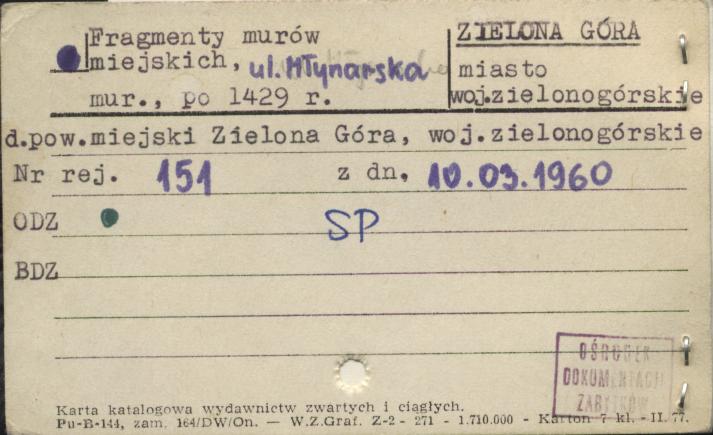 Fragmenty murów
miejskich, ul. Młynarska
mur., po 1429 r.
ZIELONA GÓRA
miasto
woj.zielonogórskie
d.pow.miejski Zielona Góra, woj.zielonogórskie
Nr rej. 151 z dn. 10.03.1960
ODZ
SP
BDZ
OŚRODEK
DOKUMENTACJI
ZABYTKÓW
Karta katalogowa wydawnictw zwartych i ciągłych.
Pu-B-144, zam. 164/DW/On. — W.Z.Graf. Z-2 - 271 - 1.710.000 - Karton 7 kl. - II. 77.